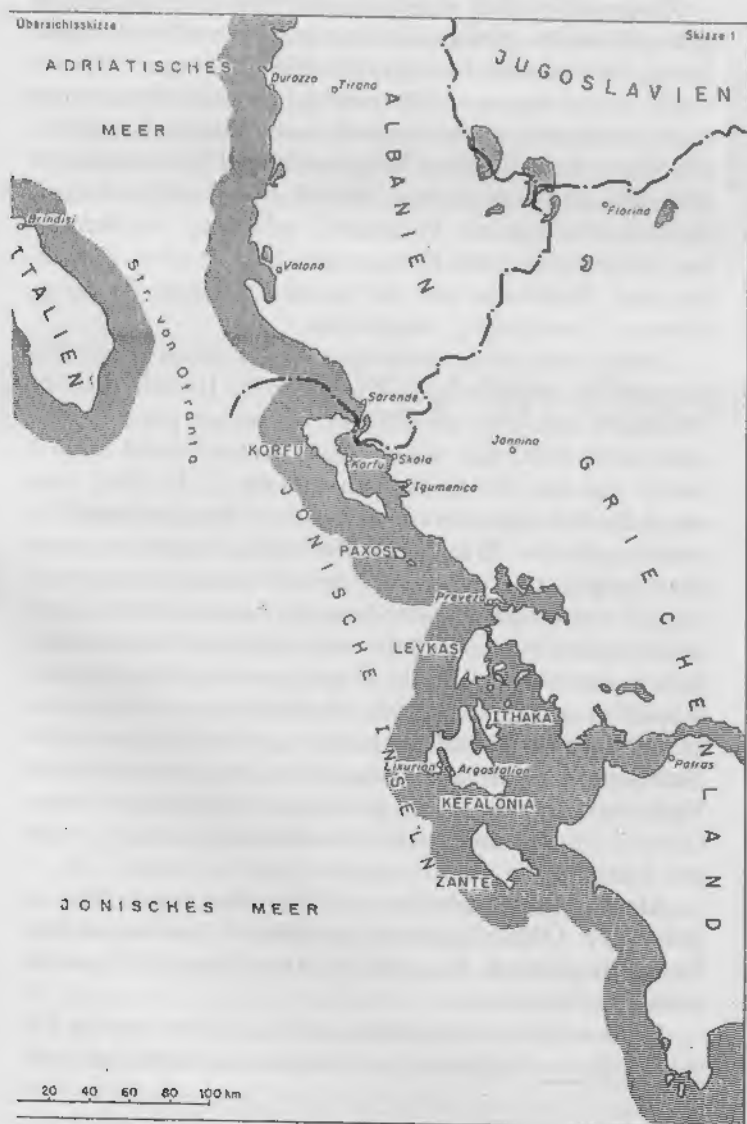 Übersichtsskizze
Skizze 1
ADRIATISCHES
MEER
JUGOSLAVIEN
Durazzo
Tirana
ALBANIEN
Florina
Brindisi
ITALIEN
Str. von Otranto
Valona
Sarande
KORFU
Korfu
Skala
Jannina
Igumenica
GRIECHENLAND
JONISCHE INSELN
PAXOS
Preveza
LEVKAS
ITHAKA
Lixurion
Argostolion
Patras
KEFALONIA
ZANTE
JONISCHES MEER
20 40 60 80 100 km